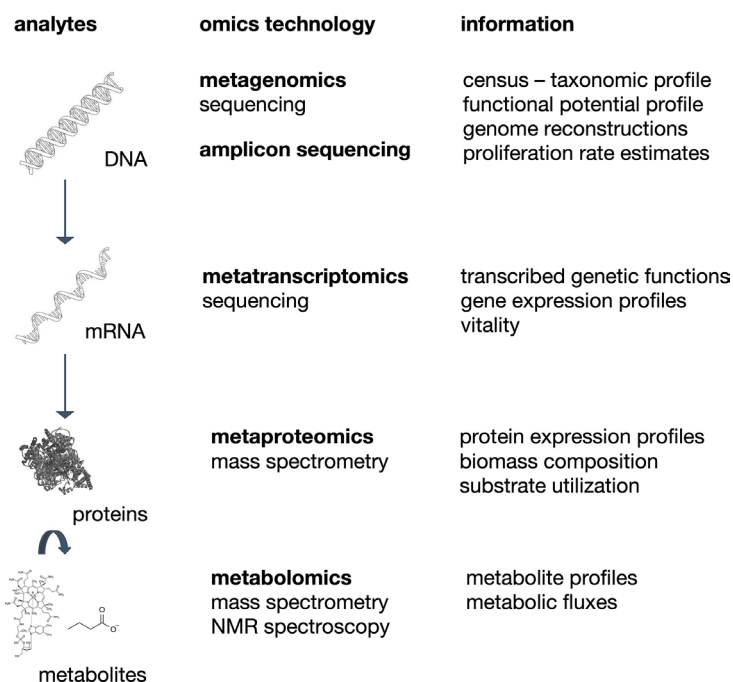 analytes omics technology information
metagenomics census – taxonomic profile
sequencing functional potential profile
genome reconstructions
amplicon sequencing proliferation rate estimates
DNA
metatranscriptomics transcribed genetic functions
sequencing gene expression profiles
mRNA vitality
metaproteomics protein expression profiles
mass spectrometry biomass composition
substrate utilization
proteins
metabolomics metabolite profiles
mass spectrometry metabolic fluxes
NMR spectroscopy
O
O⁻
metabolites